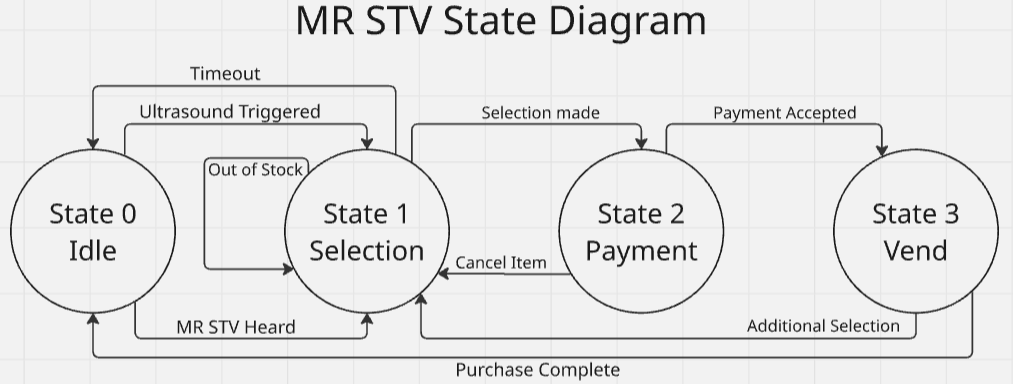 MR STV State Diagram
Timeout
Ultrasound Triggered
Selection made
Payment Accepted
Out of Stock
State 0
Idle
State 1
Selection
State 2
Payment
State 3
Vend
Cancel Item
MR STV Heard
Additional Selection
Purchase Complete